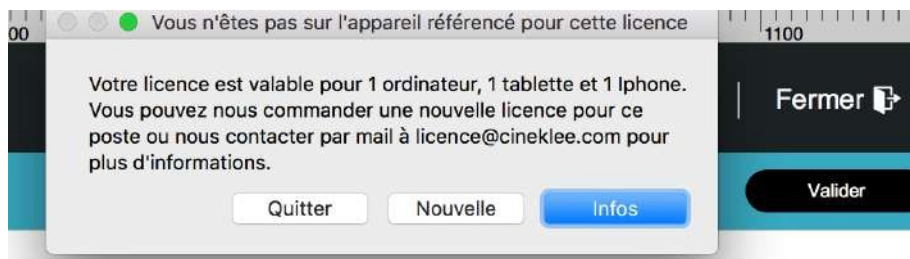 00
Vous n'êtes pas sur l'appareil référencé pour cette licence
1100
Votre licence est valable pour 1 ordinateur, 1 tablette et 1 Iphone.
Vous pouvez nous commander une nouvelle licence pour ce
poste ou nous contacter par mail à licence@cineklee.com pour
plus d'informations.
Fermer
Quitter
Nouvelle
Infos
Valider